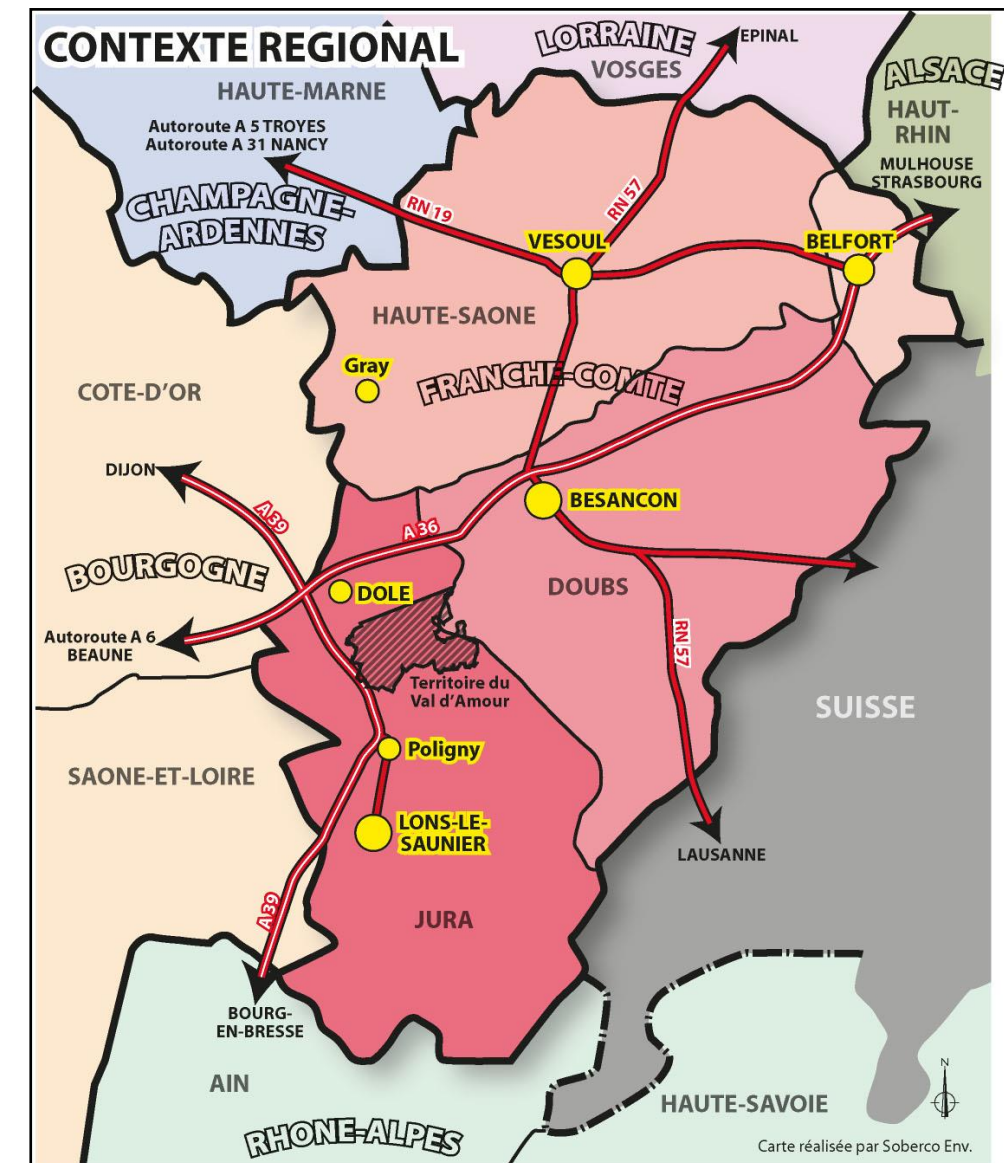 CONTEXTE REGIONAL
LORRAINE
VOSGES
EPINAL
ALSACE
HAUT-
RHIN
MULHOUSE
STRASBOURG
HAUTE-MARNE
Autoroute A 5 TROYES
Autoroute A 31 NANCY
CHAMPAGNE-
ARDENNES
RN 19
RN 57
VESOUL
BELFORT
HAUTE-SAONE
Gray
FRANCHE-COMTE
COTE-D'OR
DIJON
A 39
A 36
BESANCON
BOURGOGNE
DOLE
DOUBS
Autoroute A 6
BEAUNE
RN 57
Territoire du
Val d'Amour
SUISSE
Poligny
SAONE-ET-LOIRE
LONS-LE-
SAUNIER
LAUSANNE
A 39
JURA
BOURG-
EN-BRESSE
AIN
RHONE-ALPES
HAUTE-SAVOIE
N
Carte réalisée par Soberco Env.